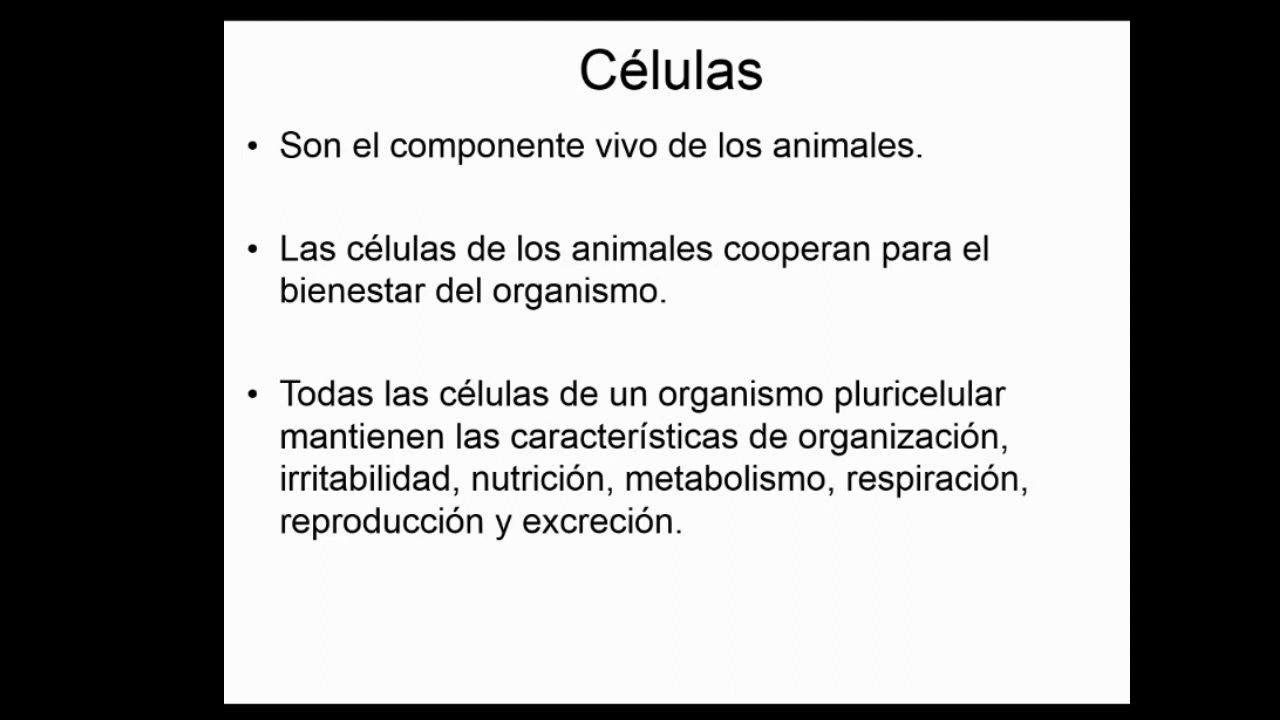 Células
• Son el componente vivo de los animales.
• Las células de los animales cooperan para el
bienestar del organismo.
• Todas las células de un organismo pluricelular
mantienen las características de organización,
irritabilidad, nutrición, metabolismo, respiración,
reproducción y excreción.